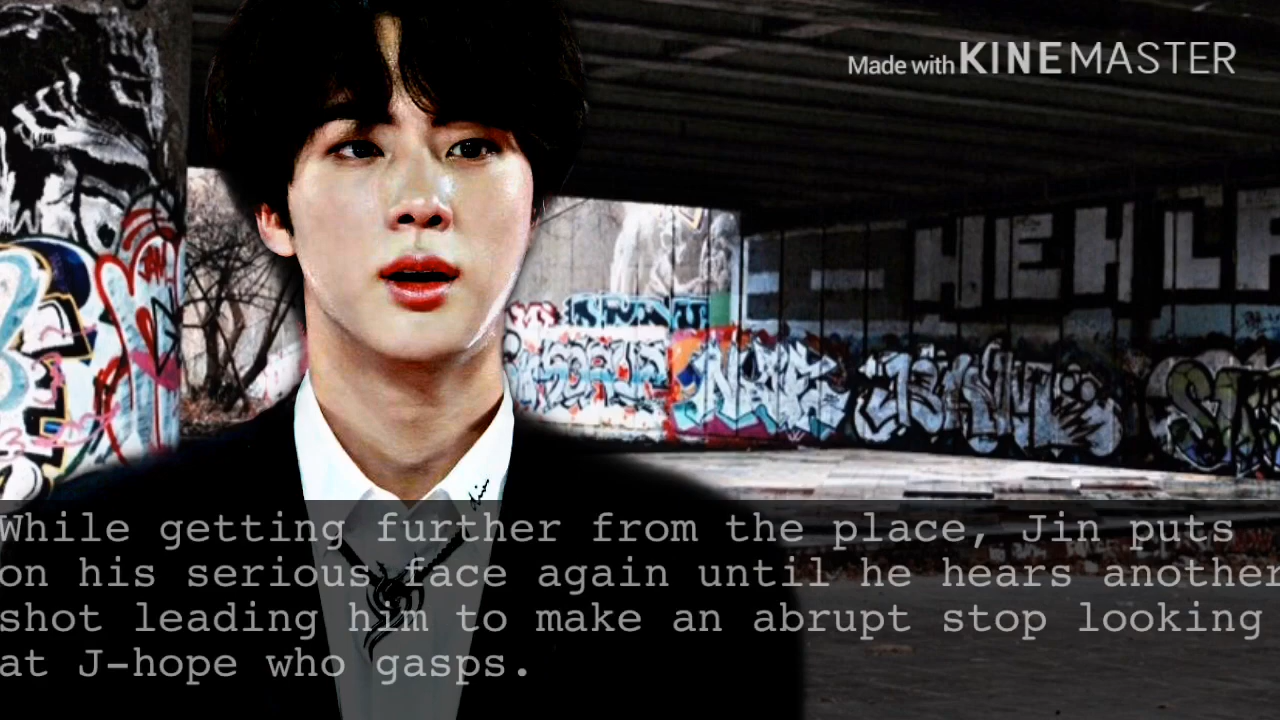 Made with KINEMASTER
While getting further from the place, Jin puts
on his serious face again until he hears another
shot leading him to make an abrupt stop looking
at J-hope who gasps.